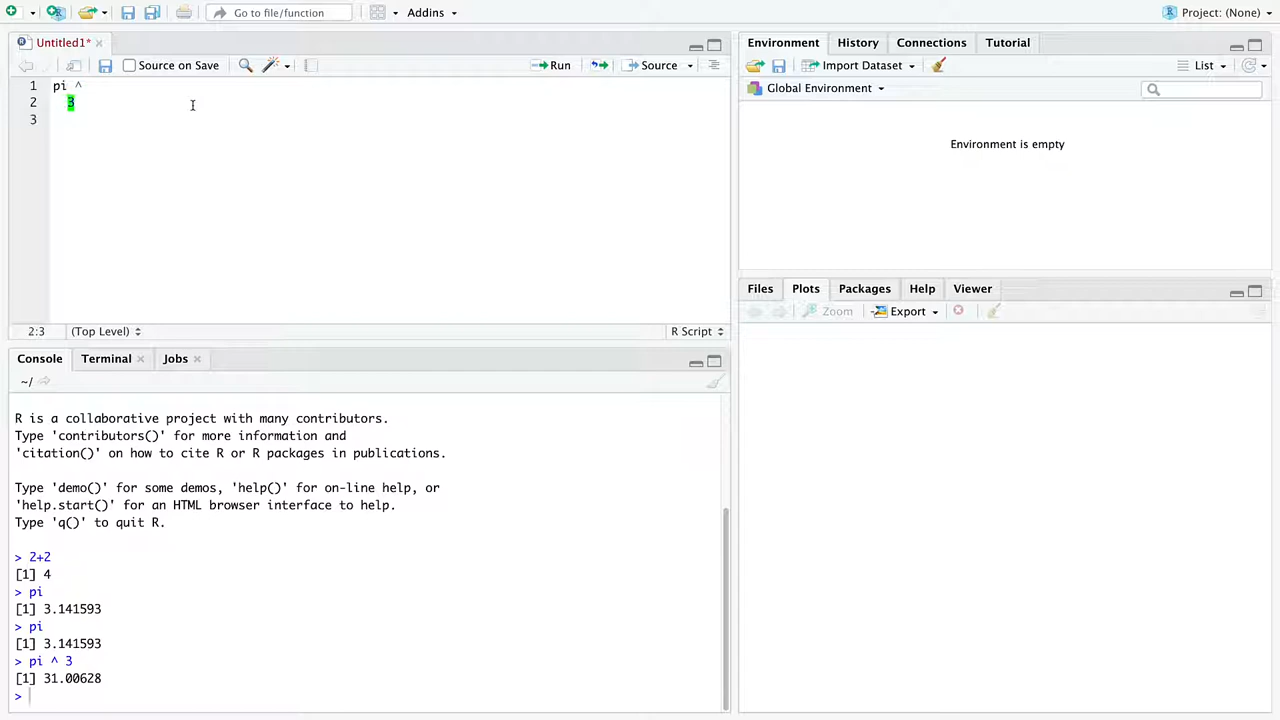 Go to file/function
Addins
Project: (None)
Untitled1*
Source on Save
Run
Source
1 pi ^
2 3
3
2:3
(Top Level)
R Script
Console
Terminal
Jobs
~/
R is a collaborative project with many contributors.
Type 'contributors()' for more information and
'citation()' on how to cite R or R packages in publications.
Type 'demo()' for some demos, 'help()' for on-line help, or
'help.start()' for an HTML browser interface to help.
Type 'q()' to quit R.
> 2+2
[1] 4
> pi
[1] 3.141593
> pi
[1] 3.141593
> pi ^ 3
[1] 31.00628
>
Environment
History
Connections
Tutorial
Import Dataset
List
Global Environment
Environment is empty
Files
Plots
Packages
Help
Viewer
Zoom
Export